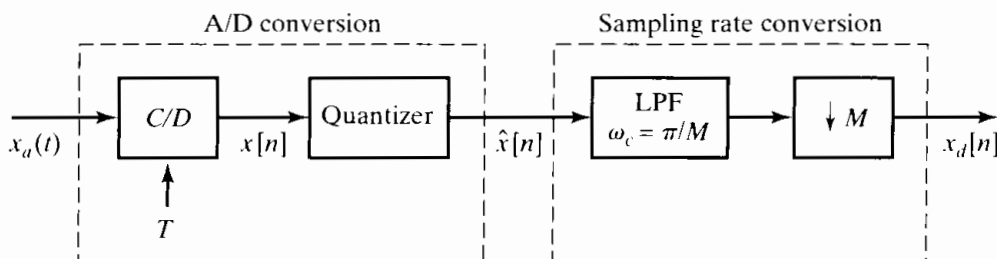 A/D conversion
Sampling rate conversion
C/D
Quantizer
LPF
ω_c = π/M
↓ M
x_a(t)
x[n]
x̂[n]
x_d[n]
T